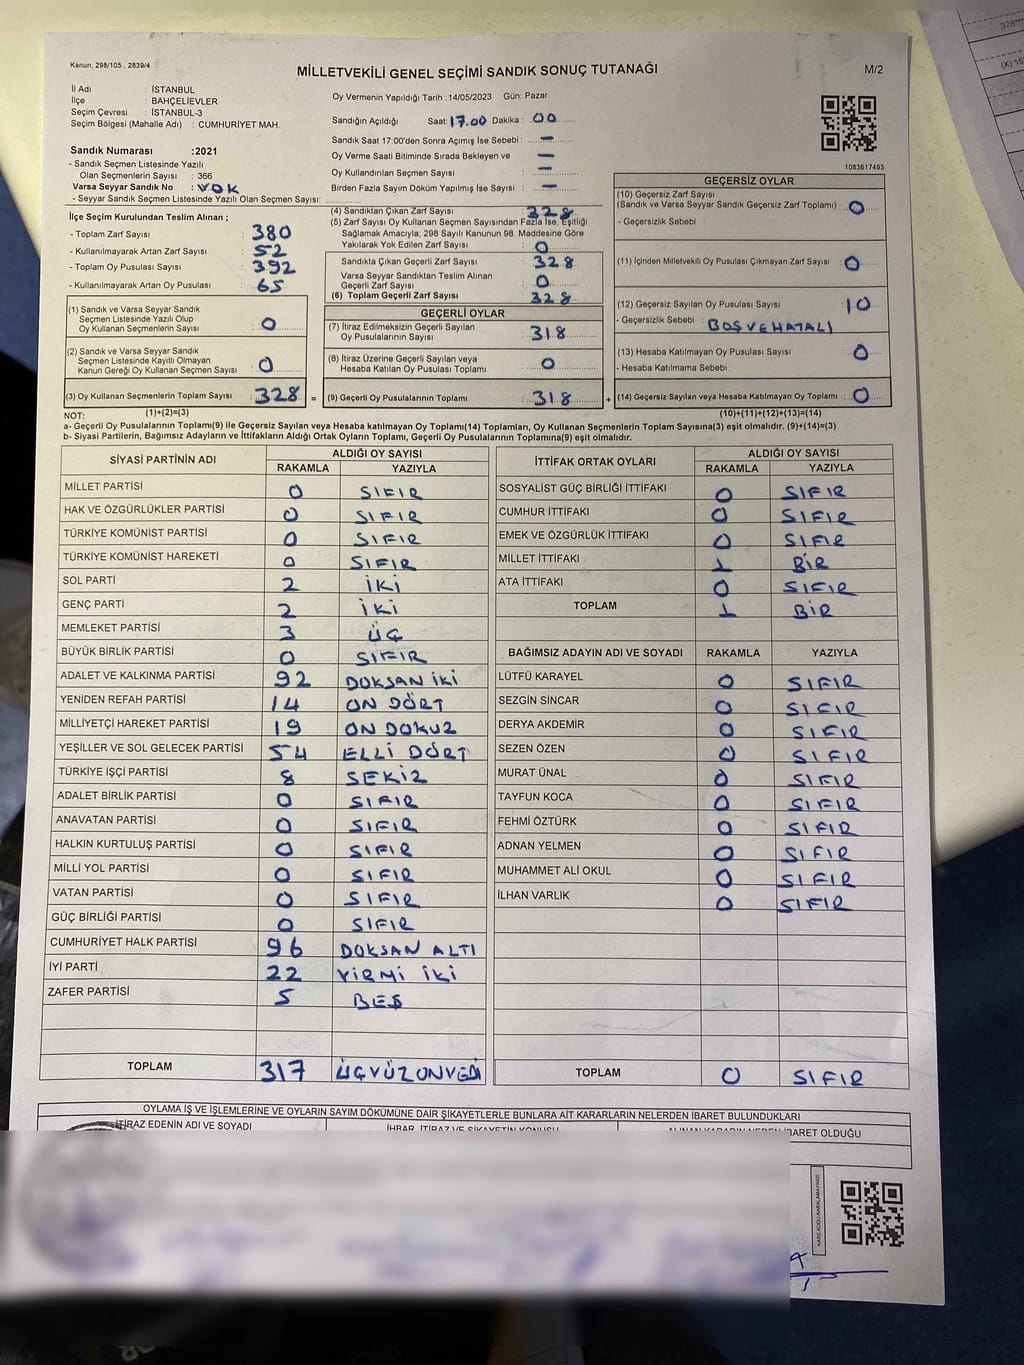 Kanun: 298/105 , 2839/4
MİLLETVEKİLİ GENEL SEÇİMİ SANDIK SONUÇ TUTANAĞI
M/2
İl Adı : İSTANBUL
İlçe : BAHÇELİEVLER
Seçim Çevresi : İSTANBUL-3
Seçim Bölgesi (Mahalle Adı) : CUMHURİYET MAH.
Sandık Numarası :2021
- Sandık Seçmen Listesinde Yazılı
Olan Seçmenlerin Sayısı : 366
Varsa Seyyar Sandık No : YOK
- Seyyar Sandık Seçmen Listesinde Yazılı Olan Seçmen Sayısı:
Oy Vermenin Yapıldığı Tarih :14/05/2023 Gün: Pazar
Sandığın Açıldığı Saat: 17.00 Dakika : 00
Sandık Saat 17:00'den Sonra Açımış İse Sebebi : —
Oy Verme Saati Bitiminde Sırada Bekleyen ve —
Oy Kullandırılan Seçmen Sayısı : —
Birden Fazla Sayım Döküm Yapılmış İse Sayısı : —
1083617493
İlçe Seçim Kurulundan Teslim Alınan ;
- Toplam Zarf Sayısı : 380
- Kullanılmayarak Artan Zarf Sayısı : 52
- Toplam Oy Pusulası Sayısı : 392
- Kullanılmayarak Artan Oy Pusulası : 65
(1) Sandık ve Varsa Seyyar Sandık
Seçmen Listesinde Yazılı Olup
Oy Kullanan Seçmenlerin Sayısı : 0
(2) Sandık ve Varsa Seyyar Sandık
Seçmen Listesinde Kayıtlı Olmayan
Kanun Gereği Oy Kullanan Seçmen Sayısı : 0
(3) Oy Kullanan Seçmenlerin Toplam Sayısı : 328 =
(4) Sandıktan Çıkan Zarf Sayısı : 328
(5) Zarf Sayısı Oy Kullanan Seçmen Sayısından Fazla İse, Eşitliği
Sağlamak Amacıyla, 298 Sayılı Kanunun 98. Maddesine Göre
Yakılarak Yok Edilen Zarf Sayısı : 0
Sandıkta Çıkan Geçerli Zarf Sayısı : 328
Varsa Seyyar Sandıktan Teslim Alınan
Geçerli Zarf Sayısı : 0
(6) Toplam Geçerli Zarf Sayısı : 328
GEÇERLİ OYLAR
(7) İtiraz Edilmeksizin Geçerli Sayılan
Oy Pusulalarının Sayısı : 318
(8) İtiraz Üzerine Geçerli Sayılan veya
Hesaba Katılan Oy Pusulası Toplamı : 0
(9) Geçerli Oy Pusulalarının Toplamı : 318 +
GEÇERSİZ OYLAR
(10) Geçersiz Zarf Sayısı
(Sandık ve Varsa Seyyar Sandık Geçersiz Zarf Toplamı) : 0
- Geçersizlik Sebebi :
(11) İçinden Milletvekili Oy Pusulası Çıkmayan Zarf Sayısı : 0
(12) Geçersiz Sayılan Oy Pusulası Sayısı : 10
- Geçersizlik Sebebi : BOŞ VE HATALI
(13) Hesaba Katılmayan Oy Pusulası Sayısı : 0
- Hesaba Katılmama Sebebi :
(14) Geçersiz Sayılan veya Hesaba Katılmayan Oy Toplamı : 0
NOT: (1)+(2)=(3) (10)+(11)+(12)+(13)=(14)
a- Geçerli Oy Pusulalarının Toplamı(9) ile Geçersiz Sayılan veya Hesaba katılmayan Oy Toplamı(14) Toplamları, Oy Kullanan Seçmenlerin Toplam Sayısına(3) eşit olmalıdır. (9)+(14)=(3)
b- Siyasi Partilerin, Bağımsız Adayların ve İttifakların Aldığı Ortak Oyların Toplamı, Geçerli Oy Pusulalarının Toplamına(9) eşit olmalıdır.
SİYASİ PARTİNİN ADI ALDIĞI OY SAYISI
RAKAMLA YAZIYLA
MİLLET PARTİSİ 0 SIFIR
HAK VE ÖZGÜRLÜKLER PARTİSİ 0 SIFIR
TÜRKİYE KOMÜNİST PARTİSİ 0 SIFIR
TÜRKİYE KOMÜNİST HAREKETİ 0 SIFIR
SOL PARTİ 2 İKİ
GENÇ PARTİ 2 İKİ
MEMLEKET PARTİSİ 3 ÜÇ
BÜYÜK BİRLİK PARTİSİ 0 SIFIR
ADALET VE KALKINMA PARTİSİ 92 DOKSAN İKİ
YENİDEN REFAH PARTİSİ 14 ON DÖRT
MİLLİYETÇİ HAREKET PARTİSİ 19 ON DOKUZ
YEŞİLLER VE SOL GELECEK PARTİSİ 54 ELLİ DÖRT
TÜRKİYE İŞÇİ PARTİSİ 8 SEKİZ
ADALET BİRLİK PARTİSİ 0 SIFIR
ANAVATAN PARTİSİ 0 SIFIR
HALKIN KURTULUŞ PARTİSİ 0 SIFIR
MİLLİ YOL PARTİSİ 0 SIFIR
VATAN PARTİSİ 0 SIFIR
GÜÇ BİRLİĞİ PARTİSİ 0 SIFIR
CUMHURİYET HALK PARTİSİ 96 DOKSAN ALTI
İYİ PARTİ 22 YİRMİ İKİ
ZAFER PARTİSİ 5 BEŞ
TOPLAM 317 ÜÇYÜZONYEDİ
İTTİFAK ORTAK OYLARI ALDIĞI OY SAYISI
RAKAMLA YAZIYLA
SOSYALİST GÜÇ BİRLİĞİ İTTİFAKI 0 SIFIR
CUMHUR İTTİFAKI 0 SIFIR
EMEK VE ÖZGÜRLÜK İTTİFAKI 0 SIFIR
MİLLET İTTİFAKI 1 BİR
ATA İTTİFAKI 0 SIFIR
TOPLAM 1 BİR
BAĞIMSIZ ADAYIN ADI VE SOYADI RAKAMLA YAZIYLA
LÜTFÜ KARAYEL 0 SIFIR
SEZGİN SİNCAR 0 SIFIR
DERYA AKDEMİR 0 SIFIR
SEZEN ÖZEN 0 SIFIR
MURAT ÜNAL 0 SIFIR
TAYFUN KOCA 0 SIFIR
FEHMİ ÖZTÜRK 0 SIFIR
ADNAN YELMEN 0 SIFIR
MUHAMMET ALİ OKUL 0 SIFIR
İLHAN VARLIK 0 SIFIR
TOPLAM 0 SIFIR
OYLAMA İŞ VE İŞLEMLERİNE VE OYLARIN SAYIM DÖKÜMÜNE DAİR ŞİKAYETLERLE BUNLARA AİT KARARLARIN NELERDEN İBARET BULUNDUKLARI
İTİRAZ EDENİN ADI VE SOYADI İHBAR, İTİRAZ VE ŞİKAYETİN KONUSU ALINAN KARARIN NEDEN İBARET OLDUĞU